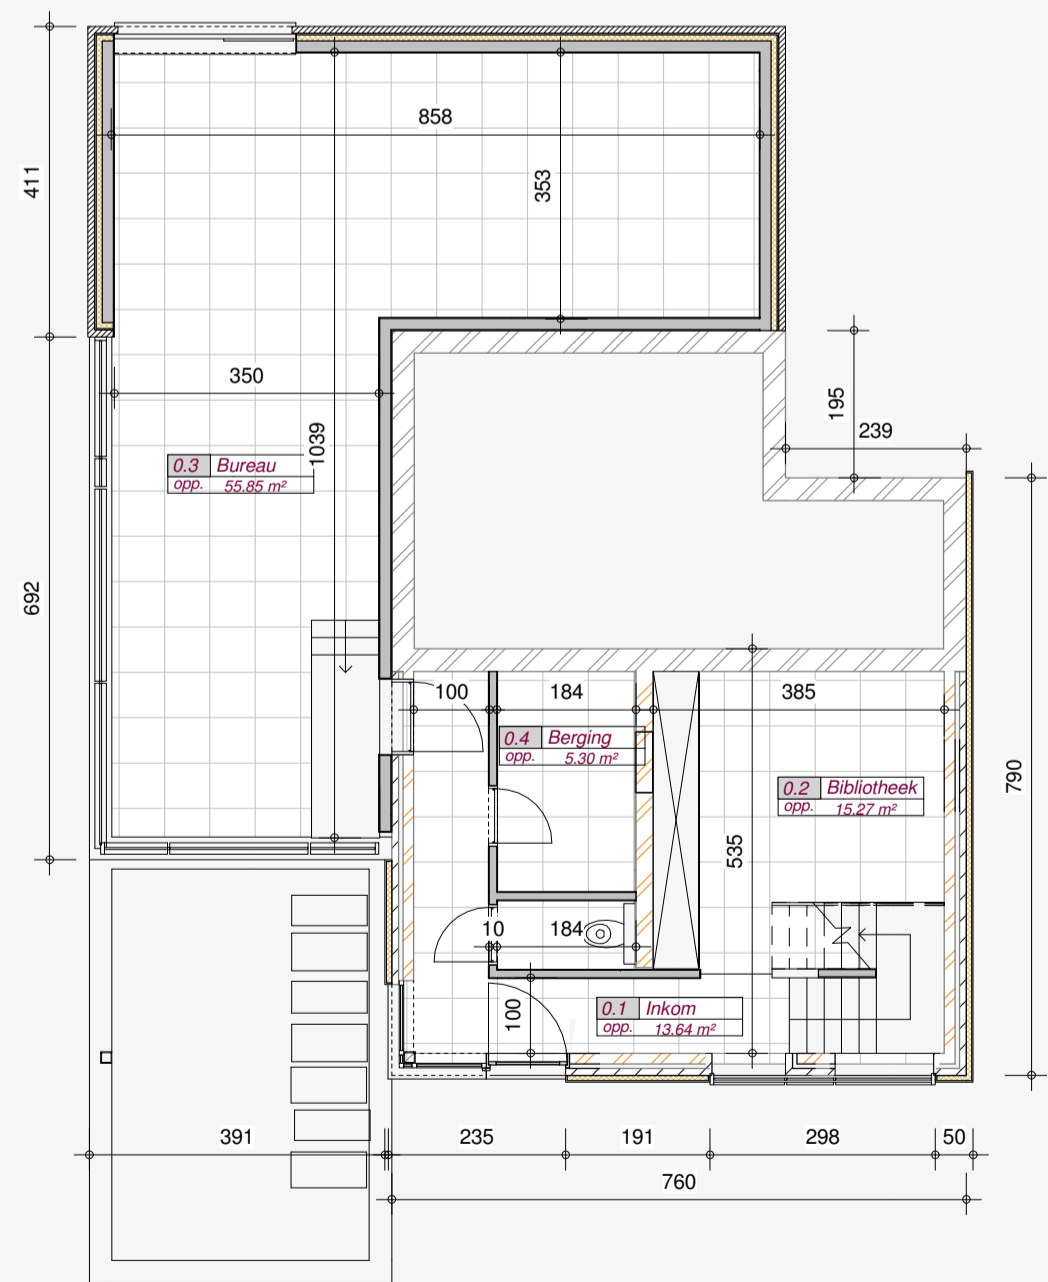 858
411
353
350
195
239
1039
0.3 Bureau
opp. 55.85 m²
692
100
184
385
0.4 Berging
opp. 5.30 m²
790
0.2 Bibliotheek
opp. 15.27 m²
535
10
184
100
0.1 Inkom
opp. 13.64 m²
391
235
191
298
50
760